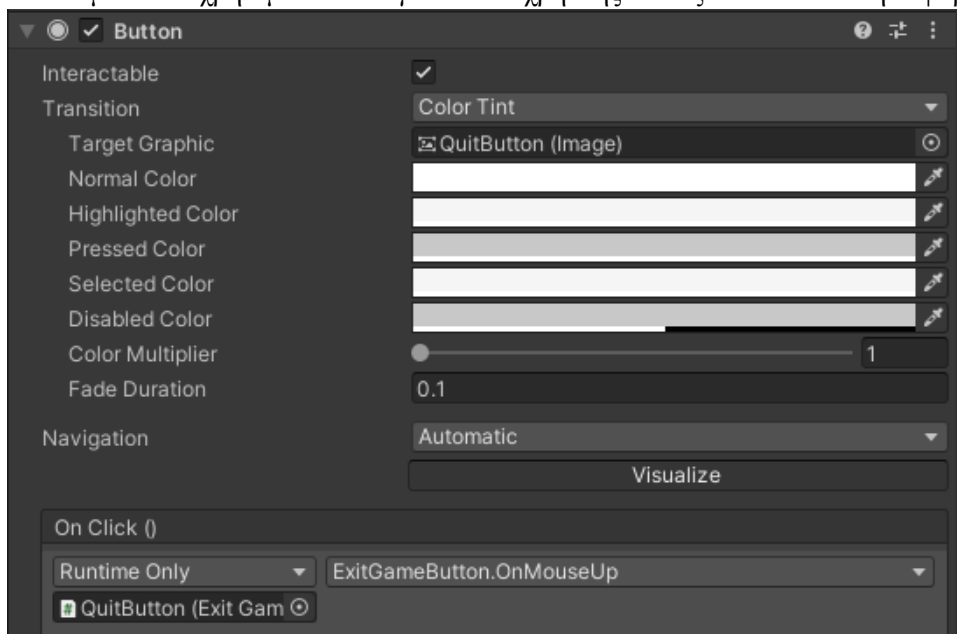 Button
Interactable
Transition Color Tint
Target Graphic QuitButton (Image)
Normal Color
Highlighted Color
Pressed Color
Selected Color
Disabled Color
Color Multiplier 1
Fade Duration 0.1
Navigation Automatic
Visualize
On Click ()
Runtime Only ExitGameButton.OnMouseUp
QuitButton (Exit Gam